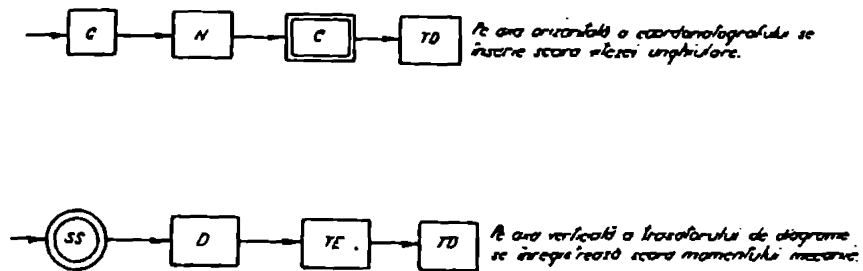 G N C TD
Pe axa orizontală a coordonatografului se
înscrie scara vitezei unghiulare.
SS D TE TD
Pe axa verticală a trasatorului de diagrame
se înregistrează scara momentului mecanic.